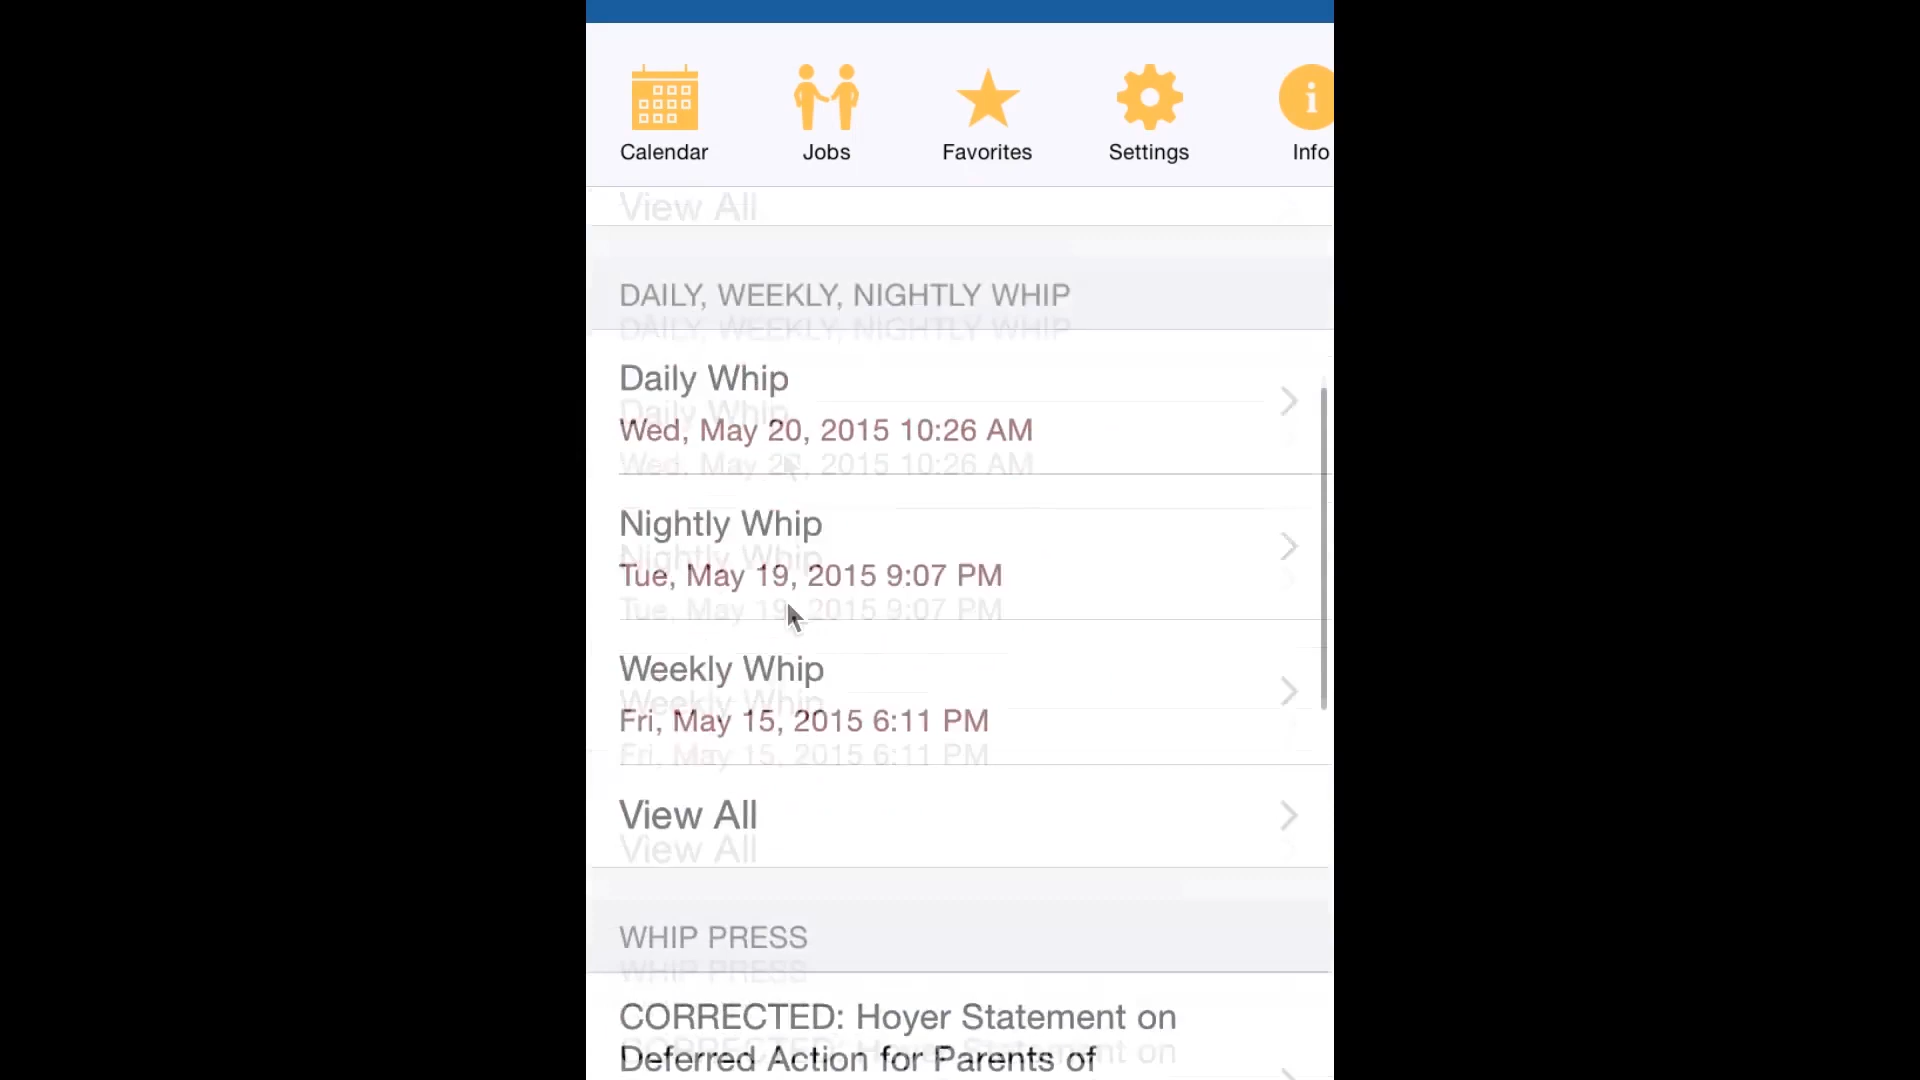 Calendar Jobs Favorites Settings Info
View All
DAILY, WEEKLY, NIGHTLY WHIP
Daily Whip
Wed, May 20, 2015 10:26 AM
Nightly Whip
Tue, May 19, 2015 9:07 PM
Weekly Whip
Fri, May 15, 2015 6:11 PM
View All
WHIP PRESS
CORRECTED: Hoyer Statement on
Deferred Action for Parents of